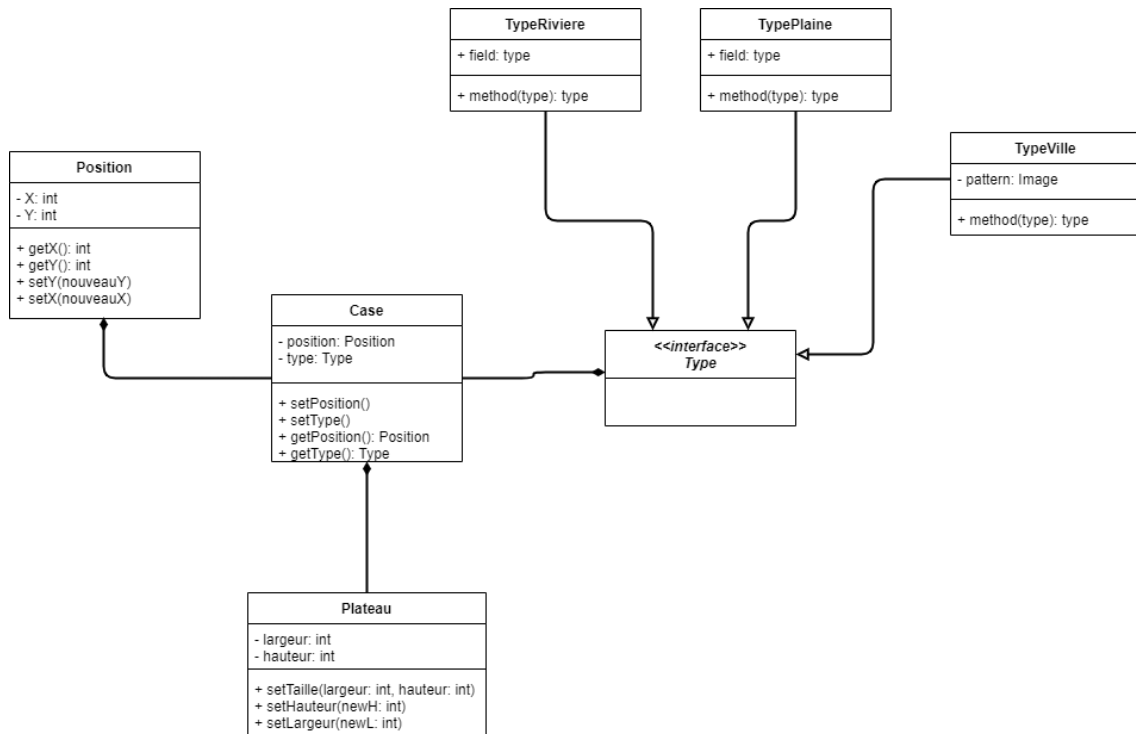 TypeRiviere
+ field: type
+ method(type): type
TypePlaine
+ field: type
+ method(type): type
TypeVille
- pattern: Image
+ method(type): type
Position
- X: int
- Y: int
+ getX(): int
+ getY(): int
+ setY(nouveauY)
+ setX(nouveauX)
Case
- position: Position
- type: Type
+ setPosition()
+ setType()
+ getPosition(): Position
+ getType(): Type
<<interface>>
Type
Plateau
- largeur: int
- hauteur: int
+ setTaille(largeur: int, hauteur: int)
+ setHauteur(newH: int)
+ setLargeur(newL: int)